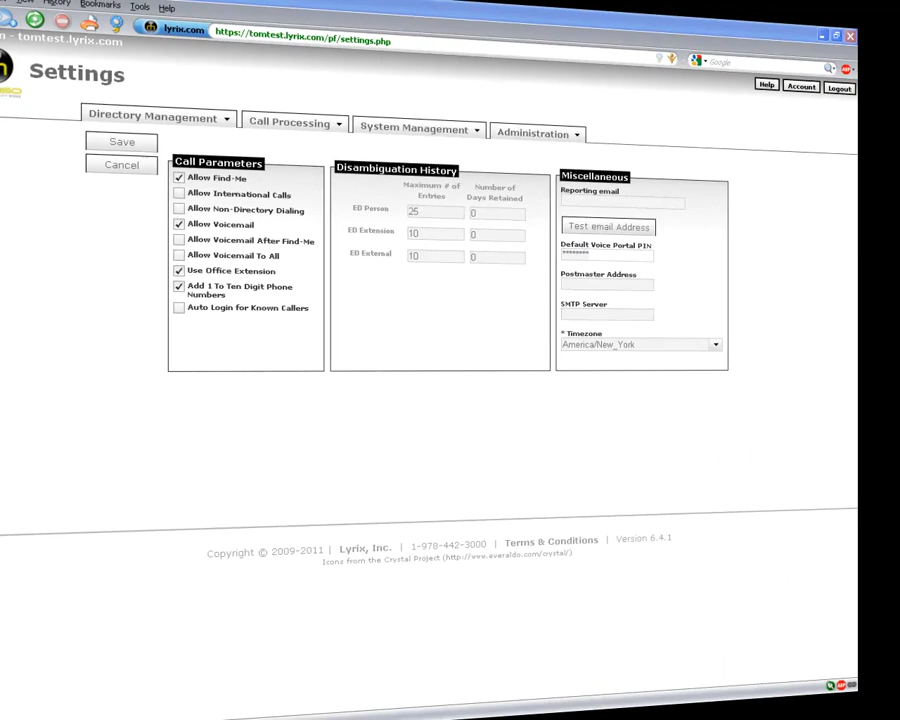 History Bookmarks Tools Help
lyrix.com https://tomtest.lyrix.com/pf/settings.php
Google
- tomtest.lyrix.com
Settings
Help Account Logout
Directory Management Call Processing System Management Administration
Save
Cancel
Call Parameters
Allow Find-Me
Allow International Calls
Allow Non-Directory Dialing
Allow Voicemail
Allow Voicemail After Find-Me
Allow Voicemail To All
Use Office Extension
Add 1 To Ten Digit Phone
Numbers
Auto Login for Known Callers
Disambiguation History
Maximum # of Number of
Entries Days Retained
ED Person 25 0
ED Extension 10 0
ED External 10 0
Miscellaneous
Reporting email
Test email Address
Default Voice Portal PIN
********
Postmaster Address
SMTP Server
* Timezone
America/New_York
Copyright © 2009-2011 | Lyrix, Inc. | 1-978-442-3000 | Terms & Conditions | Version 6.4.1
Icons from the Crystal Project (http://www.everaldo.com/crystal/)